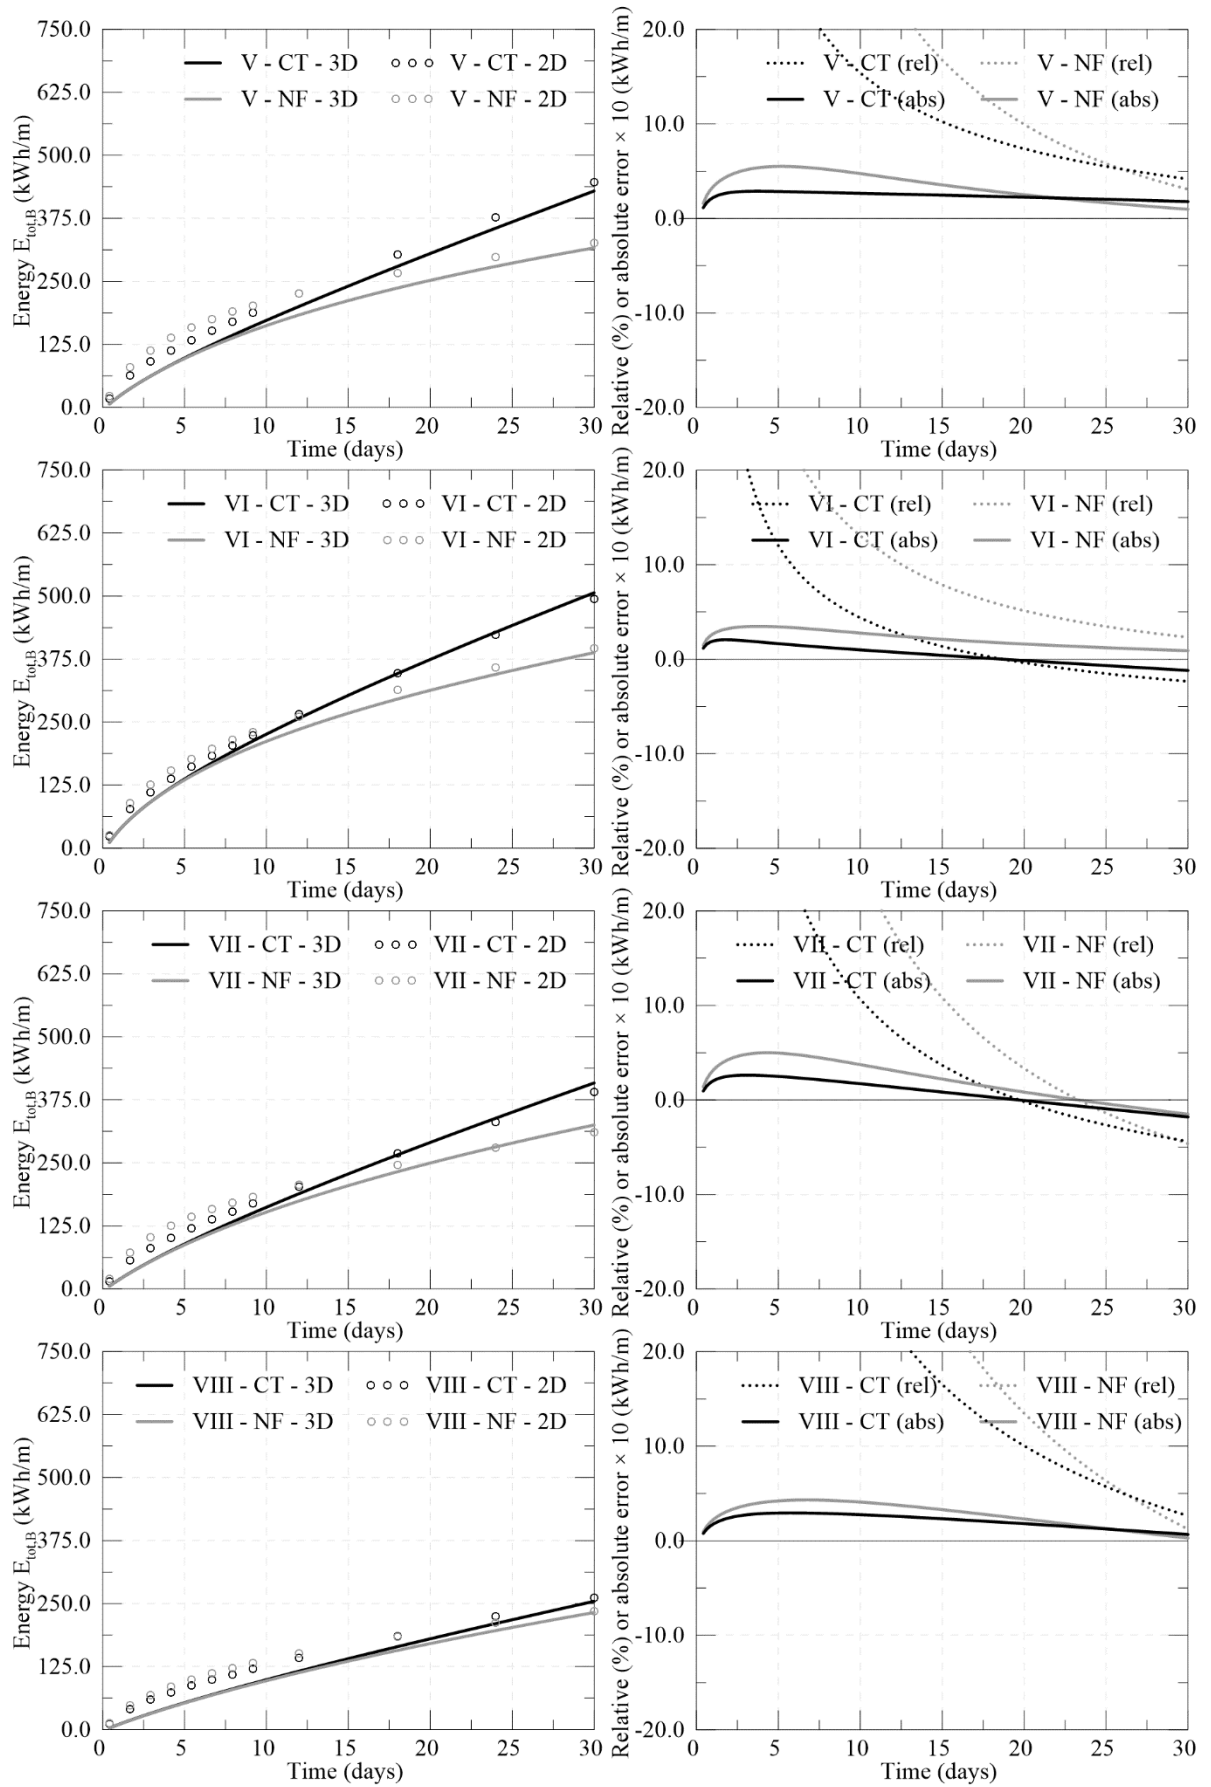 750.0
625.0
500.0
375.0
250.0
125.0
0.0
Energy E_tot,B (kWh/m)
V - CT - 3D
V - CT - 2D
V - NF - 3D
V - NF - 2D
0 5 10 15 20 25 30
Time (days)
20.0
10.0
0.0
-10.0
-20.0
Relative (%) or absolute error × 10 (kWh/m)
V - CT (rel)
V - NF (rel)
V - CT (abs)
V - NF (abs)
0 5 10 15 20 25 30
Time (days)
750.0
625.0
500.0
375.0
250.0
125.0
0.0
Energy E_tot,B (kWh/m)
VI - CT - 3D
VI - CT - 2D
VI - NF - 3D
VI - NF - 2D
0 5 10 15 20 25 30
Time (days)
20.0
10.0
0.0
-10.0
-20.0
Relative (%) or absolute error × 10 (kWh/m)
VI - CT (rel)
VI - NF (rel)
VI - CT (abs)
VI - NF (abs)
0 5 10 15 20 25 30
Time (days)
750.0
625.0
500.0
375.0
250.0
125.0
0.0
Energy E_tot,B (kWh/m)
VII - CT - 3D
VII - CT - 2D
VII - NF - 3D
VII - NF - 2D
0 5 10 15 20 25 30
Time (days)
20.0
10.0
0.0
-10.0
-20.0
Relative (%) or absolute error × 10 (kWh/m)
VII - CT (rel)
VII - NF (rel)
VII - CT (abs)
VII - NF (abs)
0 5 10 15 20 25 30
Time (days)
750.0
625.0
500.0
375.0
250.0
125.0
0.0
Energy E_tot,B (kWh/m)
VIII - CT - 3D
VIII - CT - 2D
VIII - NF - 3D
VIII - NF - 2D
0 5 10 15 20 25 30
Time (days)
20.0
10.0
0.0
-10.0
-20.0
Relative (%) or absolute error × 10 (kWh/m)
VIII - CT (rel)
VIII - NF (rel)
VIII - CT (abs)
VIII - NF (abs)
0 5 10 15 20 25 30
Time (days)